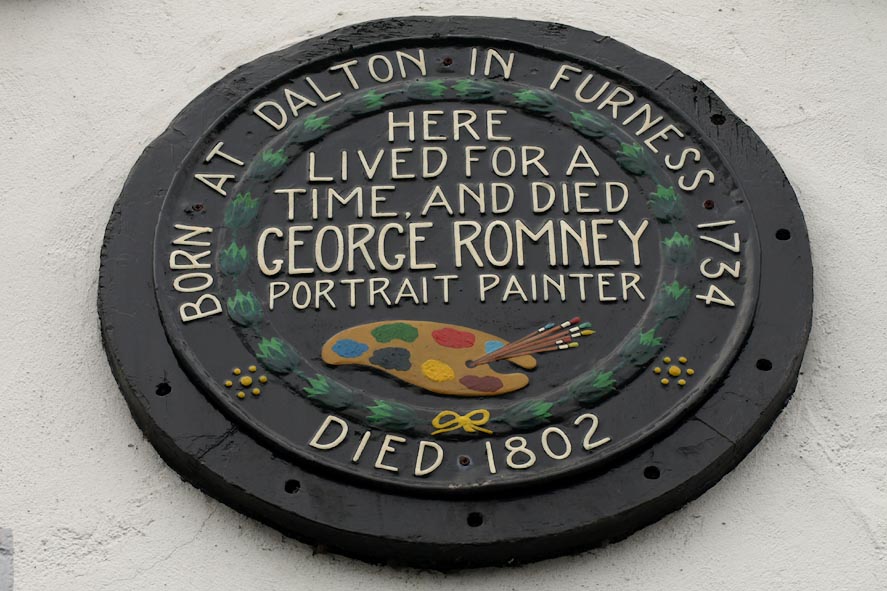 BORN AT DALTON IN FURNESS 1734
HERE
LIVED FOR A
TIME, AND DIED
GEORGE ROMNEY
PORTRAIT PAINTER
DIED 1802